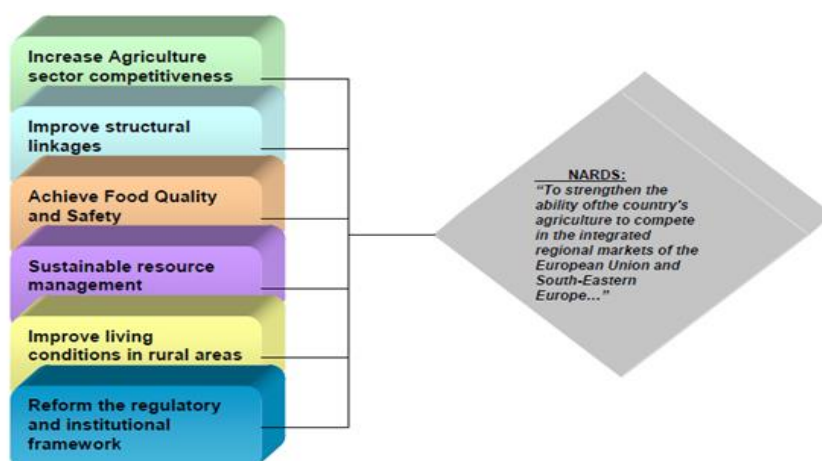 Increase Agriculture
sector competitiveness
Improve structural
linkages
Achieve Food Quality
and Safety
Sustainable resource
management
Improve living
conditions in rural areas
Reform the regulatory
and institutional
framework
NARDS:
“To strengthen the
ability ofthe country's
agriculture to compete
in the integrated
regional markets of the
European Union and
South-Eastern
Europe…”